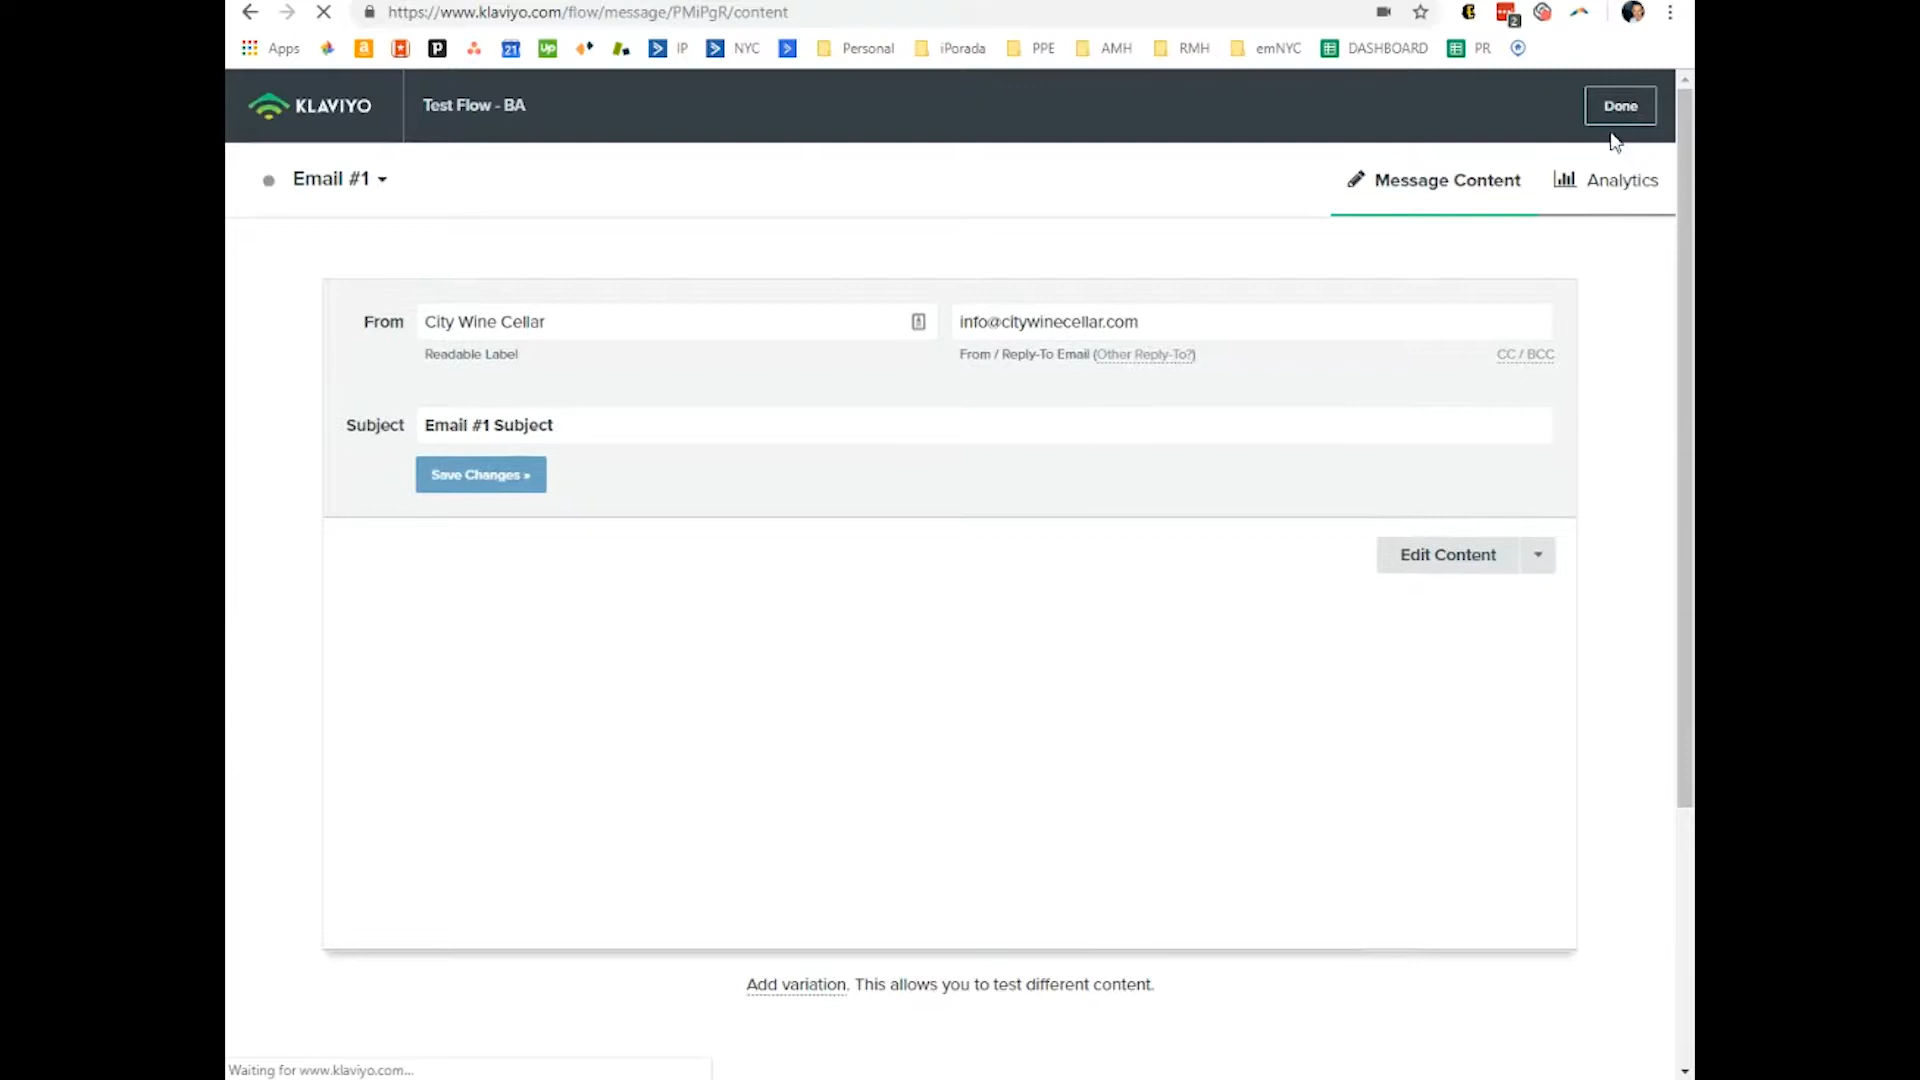 https://www.klaviyo.com/flow/message/PMiPgR/content
2
Apps
a
P
21
Up
IP
NYC
Personal
iPorada
PPE
AMH
RMH
emNYC
DASHBOARD
PR
KLAVIYO
Test Flow - BA
Done
Email #1
Message Content
Analytics
From
City Wine Cellar
info@citywinecellar.com
Readable Label
From / Reply-To Email (Other Reply-To?)
CC / BCC
Subject
Email #1 Subject
Save Changes »
Edit Content
Add variation. This allows you to test different content.
Waiting for www.klaviyo.com...